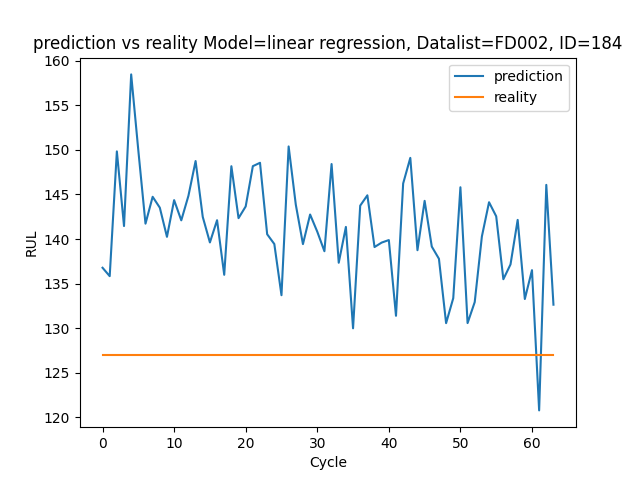 prediction vs reality Model=linear regression, Datalist=FD002, ID=184
160
155
150
145
140
135
130
125
120
RUL
prediction
reality
0 10 20 30 40 50 60
Cycle